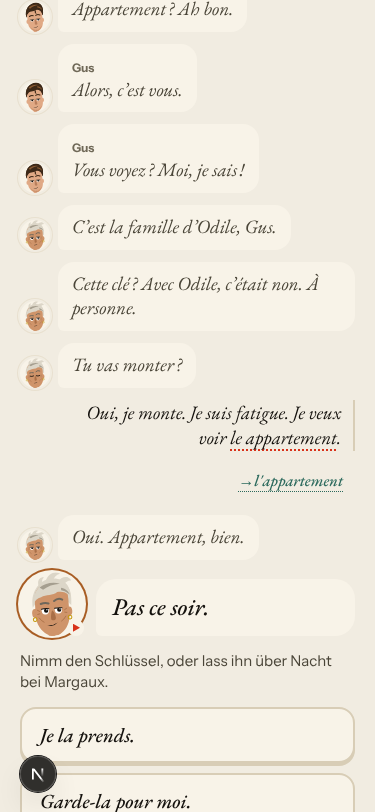 Appartement ? Ah bon.
Gus
Alors, c’est vous.
Gus
Vous voyez ? Moi, je sais !
C’est la famille d’Odile, Gus.
Cette clé ? Avec Odile, c’était non. À
personne.
Tu vas monter ?
Oui, je monte. Je suis fatigue. Je veux
voir le appartement.
→l’appartement
Oui. Appartement, bien.
Pas ce soir.
Nimm den Schlüssel, oder lass ihn über Nacht
bei Margaux.
Je la prends.
N
Garde-la pour moi.